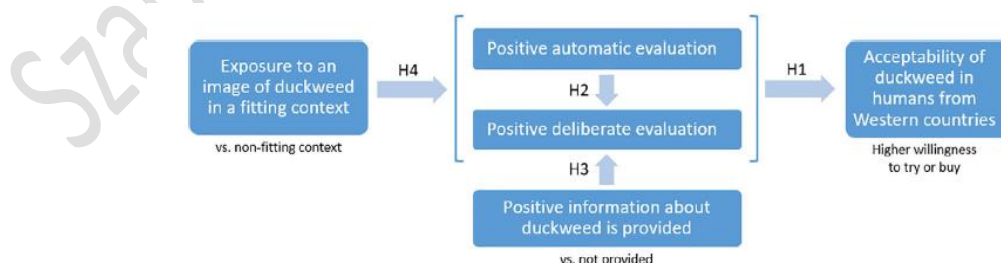 Exposure to an
image of duckweed
in a fitting context
vs. non-fitting context
H4
Positive automatic evaluation
H2
Positive deliberate evaluation
H3
Positive information about
duckweed is provided
vs. not provided
H1
Acceptability of
duckweed in
humans from
Western countries
Higher willingness
to try or buy